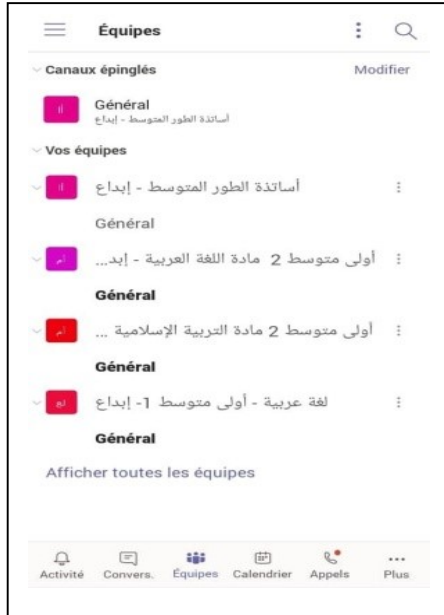 Équipes
Canaux épinglés Modifier
Général
أساتذة الطور المتوسط - إبداع
Vos équipes
أساتذة الطور المتوسط - إبداع
Général
أولى متوسط 2 مادة اللغة العربية - إبد...
Général
أولى متوسط 2 مادة التربية الإسلامية ...
Général
لغة عربية - أولى متوسط 1- إبداع
Général
Afficher toutes les équipes
Activité Convers. Équipes Calendrier Appels Plus